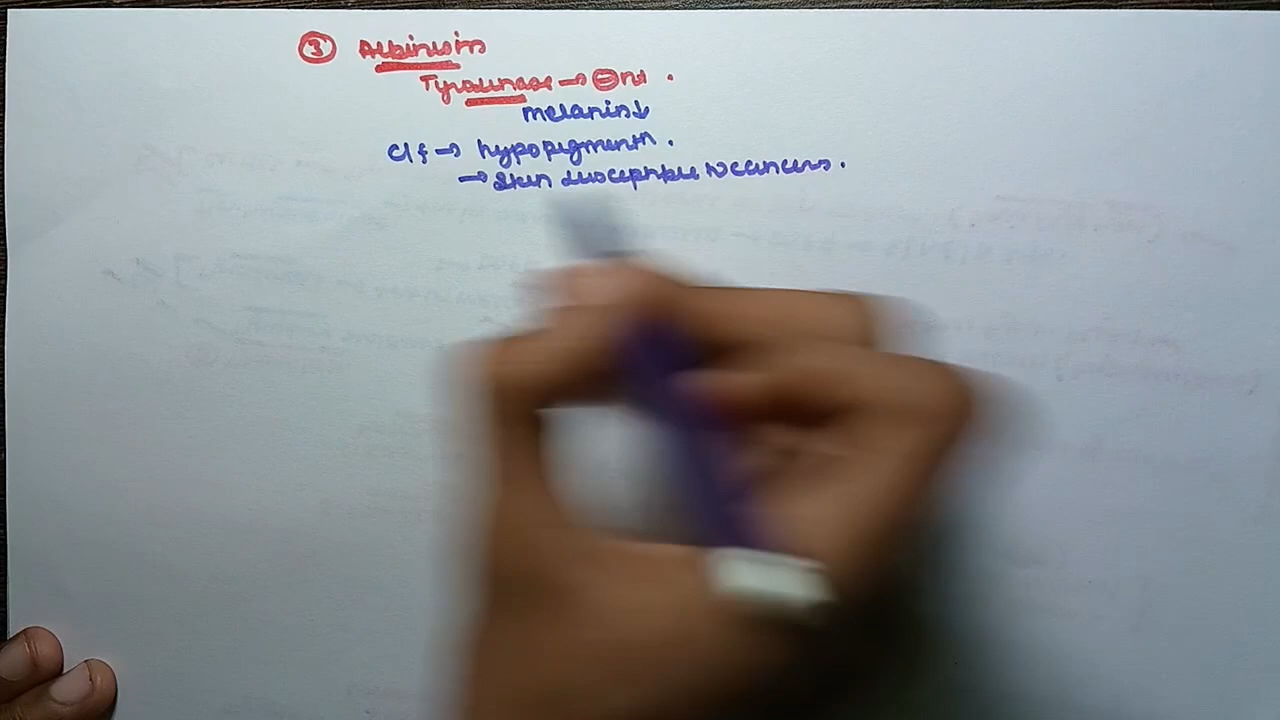 ③ Albinism
Tyrosinase → ⊖nt .
melanin↓
C/f → hypopigmentn .
→ Skin susceptible to cancers .